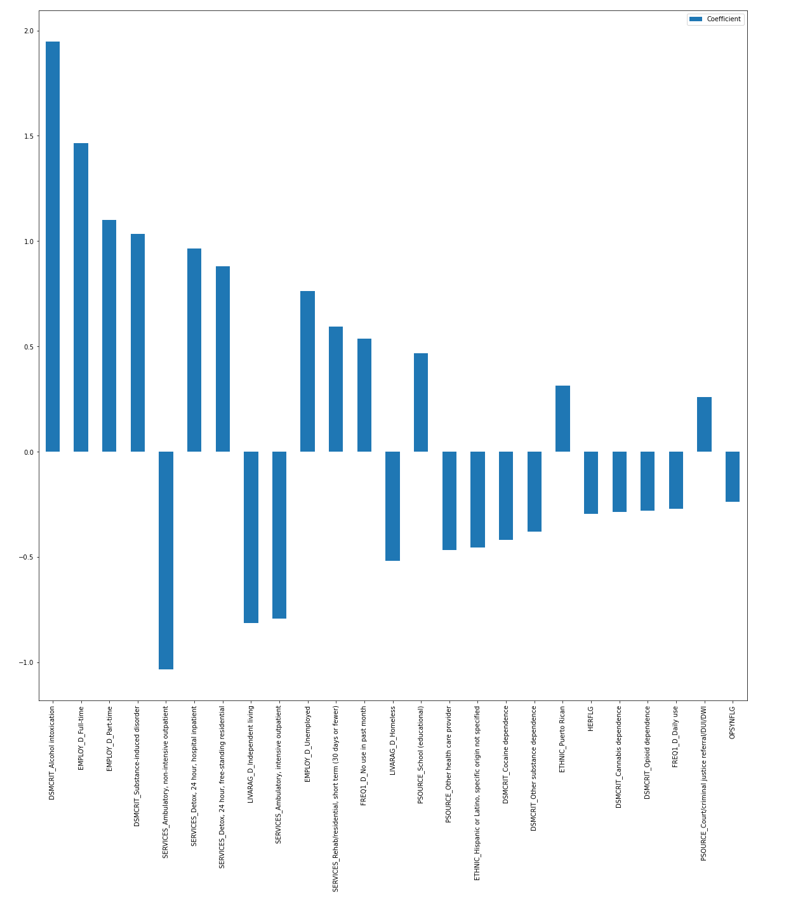 Coefficient
2.0
1.5
1.0
0.5
0.0
−0.5
−1.0
DSMCRIT_Alcohol intoxication
EMPLOY_D_Full-time
EMPLOY_D_Part-time
DSMCRIT_Substance-induced disorder
SERVICES_Ambulatory, non-intensive outpatient
SERVICES_Detox, 24 hour, hospital inpatient
SERVICES_Detox, 24 hour, free-standing residential
LIVARAG_D_Independent living
SERVICES_Ambulatory, intensive outpatient
EMPLOY_D_Unemployed
SERVICES_Rehab/residential, short term (30 days or fewer)
FREQ1_D_No use in past month
LIVARAG_D_Homeless
PSOURCE_School (educational)
PSOURCE_Other health care provider
ETHNIC_Hispanic or Latino, specific origin not specified
DSMCRIT_Cocaine dependence
DSMCRIT_Other substance dependence
ETHNIC_Puerto Rican
HERFLG
DSMCRIT_Cannabis dependence
DSMCRIT_Opioid dependence
FREQ1_D_Daily use
PSOURCE_Court/criminal justice referral/DUI/DWI
OPSYNFLG